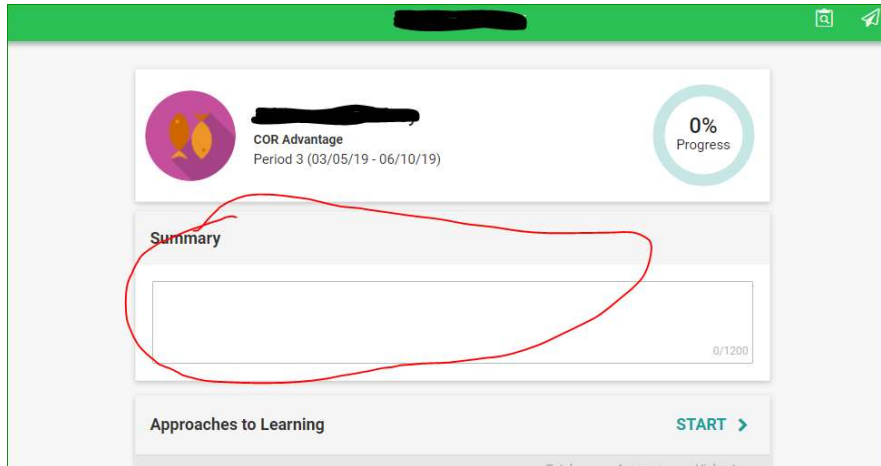 0%
COR Advantage
Progress
Period 3 (03/05/19 - 06/10/19)
Summary
0/1200
Approaches to Learning
START